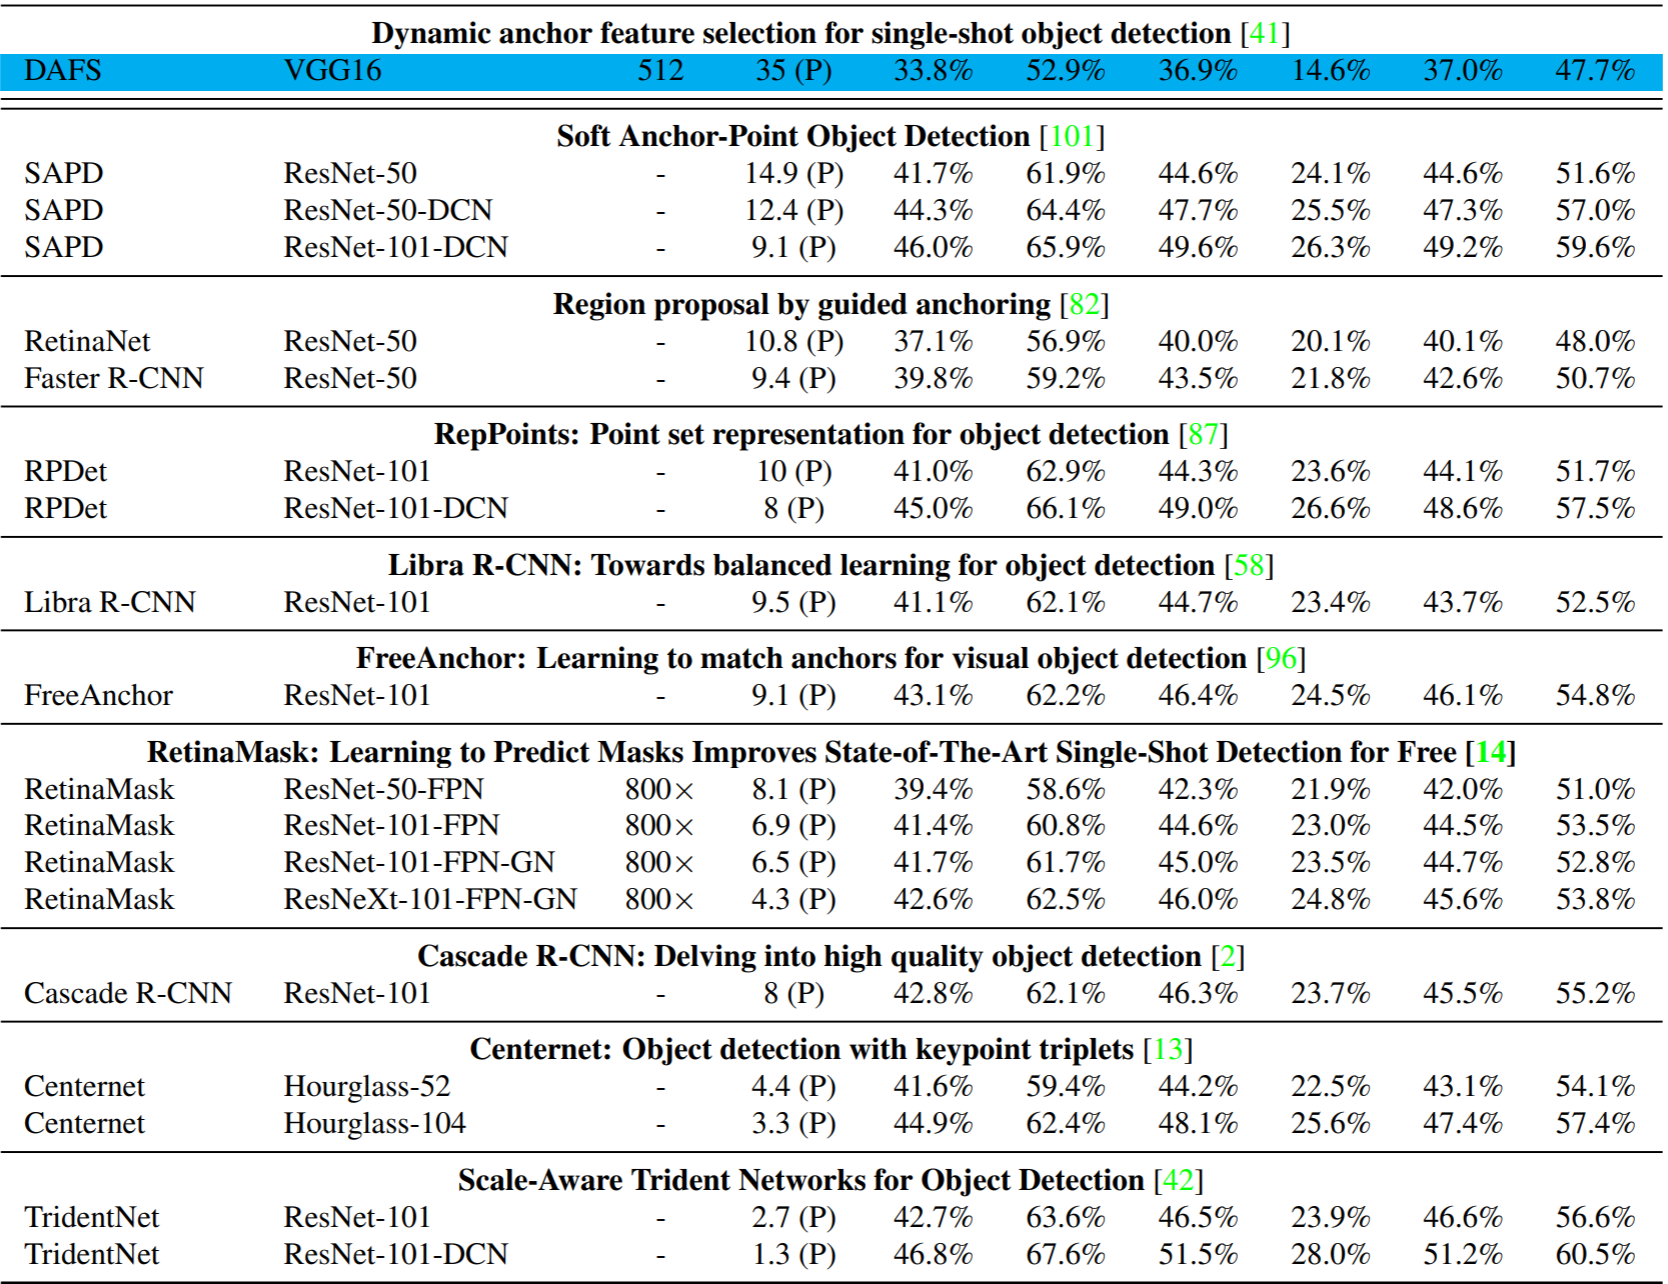 Dynamic anchor feature selection for single-shot object detection [41]
DAFS VGG16 512 35 (P) 33.8% 52.9% 36.9% 14.6% 37.0% 47.7%
Soft Anchor-Point Object Detection [101]
SAPD ResNet-50 - 14.9 (P) 41.7% 61.9% 44.6% 24.1% 44.6% 51.6%
SAPD ResNet-50-DCN - 12.4 (P) 44.3% 64.4% 47.7% 25.5% 47.3% 57.0%
SAPD ResNet-101-DCN - 9.1 (P) 46.0% 65.9% 49.6% 26.3% 49.2% 59.6%
Region proposal by guided anchoring [82]
RetinaNet ResNet-50 - 10.8 (P) 37.1% 56.9% 40.0% 20.1% 40.1% 48.0%
Faster R-CNN ResNet-50 - 9.4 (P) 39.8% 59.2% 43.5% 21.8% 42.6% 50.7%
RepPoints: Point set representation for object detection [87]
RPDet ResNet-101 - 10 (P) 41.0% 62.9% 44.3% 23.6% 44.1% 51.7%
RPDet ResNet-101-DCN - 8 (P) 45.0% 66.1% 49.0% 26.6% 48.6% 57.5%
Libra R-CNN: Towards balanced learning for object detection [58]
Libra R-CNN ResNet-101 - 9.5 (P) 41.1% 62.1% 44.7% 23.4% 43.7% 52.5%
FreeAnchor: Learning to match anchors for visual object detection [96]
FreeAnchor ResNet-101 - 9.1 (P) 43.1% 62.2% 46.4% 24.5% 46.1% 54.8%
RetinaMask: Learning to Predict Masks Improves State-of-The-Art Single-Shot Detection for Free [14]
RetinaMask ResNet-50-FPN 800× 8.1 (P) 39.4% 58.6% 42.3% 21.9% 42.0% 51.0%
RetinaMask ResNet-101-FPN 800× 6.9 (P) 41.4% 60.8% 44.6% 23.0% 44.5% 53.5%
RetinaMask ResNet-101-FPN-GN 800× 6.5 (P) 41.7% 61.7% 45.0% 23.5% 44.7% 52.8%
RetinaMask ResNeXt-101-FPN-GN 800× 4.3 (P) 42.6% 62.5% 46.0% 24.8% 45.6% 53.8%
Cascade R-CNN: Delving into high quality object detection [2]
Cascade R-CNN ResNet-101 - 8 (P) 42.8% 62.1% 46.3% 23.7% 45.5% 55.2%
Centernet: Object detection with keypoint triplets [13]
Centernet Hourglass-52 - 4.4 (P) 41.6% 59.4% 44.2% 22.5% 43.1% 54.1%
Centernet Hourglass-104 - 3.3 (P) 44.9% 62.4% 48.1% 25.6% 47.4% 57.4%
Scale-Aware Trident Networks for Object Detection [42]
TridentNet ResNet-101 - 2.7 (P) 42.7% 63.6% 46.5% 23.9% 46.6% 56.6%
TridentNet ResNet-101-DCN - 1.3 (P) 46.8% 67.6% 51.5% 28.0% 51.2% 60.5%